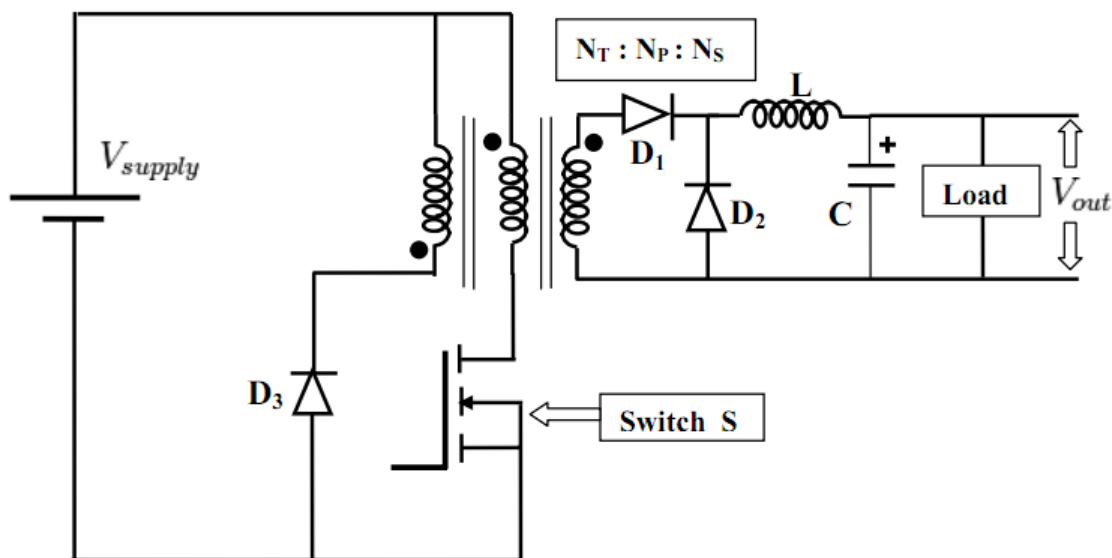 N_T : N_P : N_S
L
V_supply
D_1
+
D_2
C
Load
V_out
D_3
Switch S